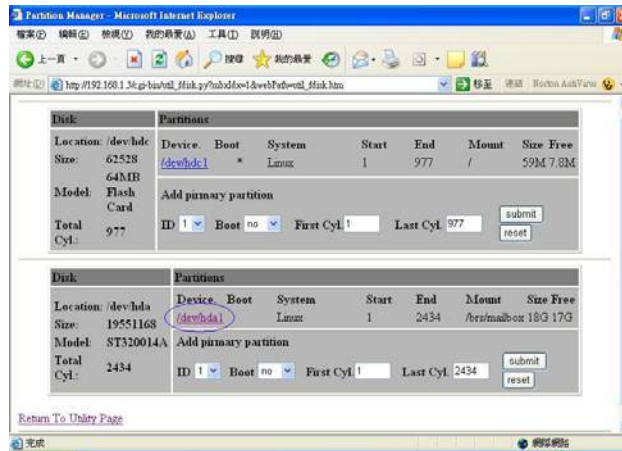 Partition Manager - Microsoft Internet Explorer
檔案(F) 編輯(E) 檢視(V) 我的最愛(A) 工具(T) 說明(H)
上一頁 搜尋 我的最愛
網址(D) http://192.168.1.3/cgi-bin/util_fdisk.py?mbxIdx=1&webPath=util_fdisk.htm 移至 連結 Norton AntiVirus
Disk Partitions
Location: /dev/hdc Device. Boot System Start End Mount Size Free
Size: 62528 /dev/hdc1 * Linux 1 977 / 59M 7.8M
64MB
Model: Flash Card Add pirmary partition
Total Cyl.: 977 ID 1 Boot no First Cyl. 1 Last Cyl. 977 submit
reset
Disk Partitions
Location: /dev/hda Device. Boot System Start End Mount Size Free
Size: 19551168 /dev/hda1 Linux 1 2434 /brs/mailbox 18G 17G
Model: ST320014A Add pirmary partition
Total Cyl.: 2434 ID 1 Boot no First Cyl. 1 Last Cyl. 2434 submit
reset
Return To Utility Page
完成 網際網路